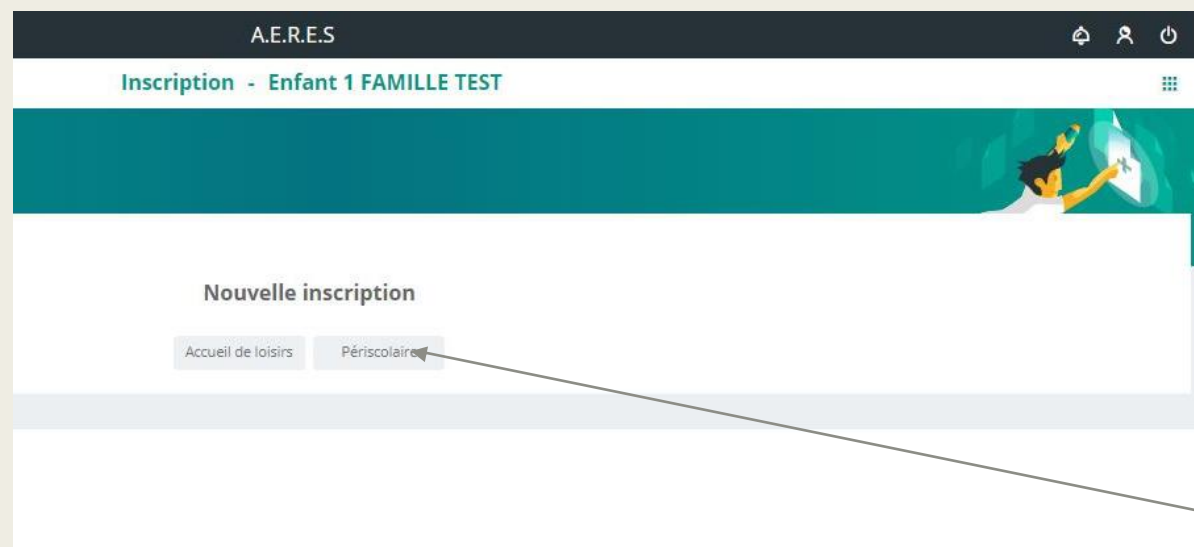 A.E.R.E.S
Inscription - Enfant 1 FAMILLE TEST
Nouvelle inscription
Accueil de loisirs Périscolaire